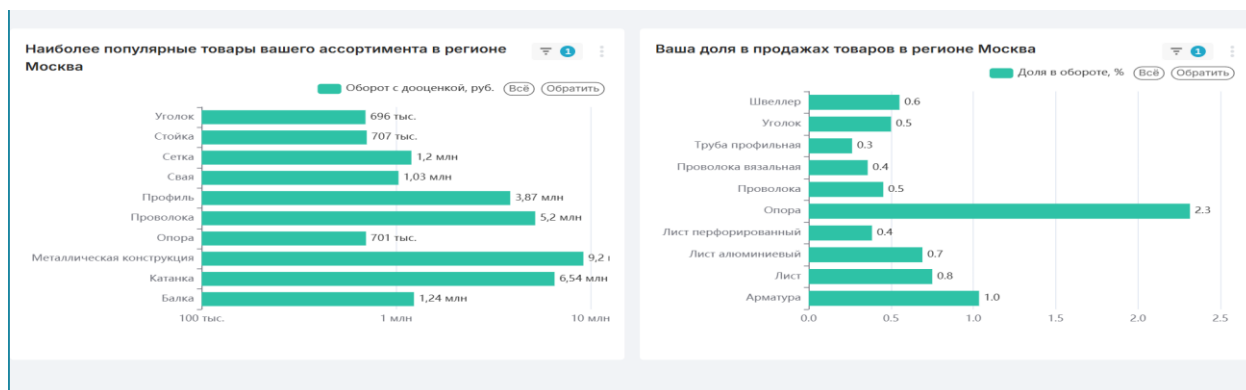 Наиболее популярные товары вашего ассортимента в регионе
Москва
1
Оборот с дооценкой, руб. Всё Обратить
Уголок 696 тыс.
Стойка 707 тыс.
Сетка 1,2 млн
Свая 1,03 млн
Профиль 3,87 млн
Проволока 5,2 млн
Опора 701 тыс.
Металлическая конструкция 9,2
Катанка 6,54 млн
Балка 1,24 млн
100 тыс. 1 млн 10 млн
Ваша доля в продажах товаров в регионе Москва
1
Доля в обороте, % Всё Обратить
Швеллер 0.6
Уголок 0.5
Труба профильная 0.3
Проволока вязальная 0.4
Проволока 0.5
Опора 2.3
Лист перфорированный 0.4
Лист алюминиевый 0.7
Лист 0.8
Арматура 1.0
0.0 0.5 1.0 1.5 2.0 2.5